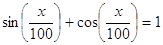 sin(x/100) + cos(x/100) = 1